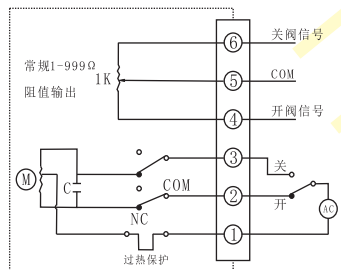 ⑥ 关阀信号
常规1-999Ω
1K
⑤ COM
阻值输出
④ 开阀信号
③
关
M
C
COM
②
开
AC
NC
①
过热保护